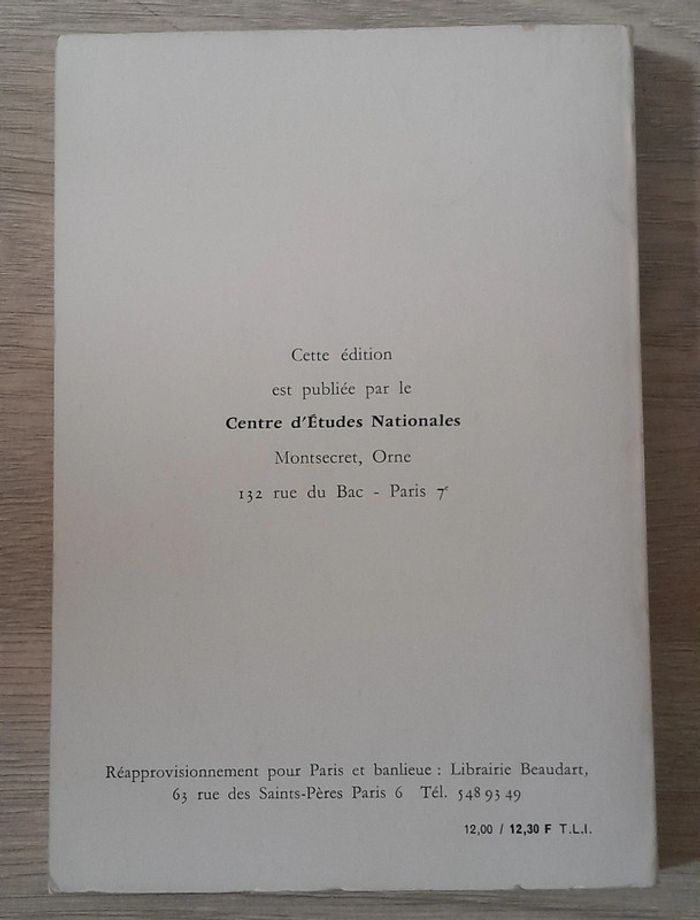 Cette édition
est publiée par le
Centre d'Études Nationales
Montsecret, Orne
132 rue du Bac - Paris 7e
Réapprovisionnement pour Paris et banlieue : Librairie Beaudart,
63 rue des Saints-Pères Paris 6 Tél. 548 93 49
12,00 / 12,30 F T.L.I.